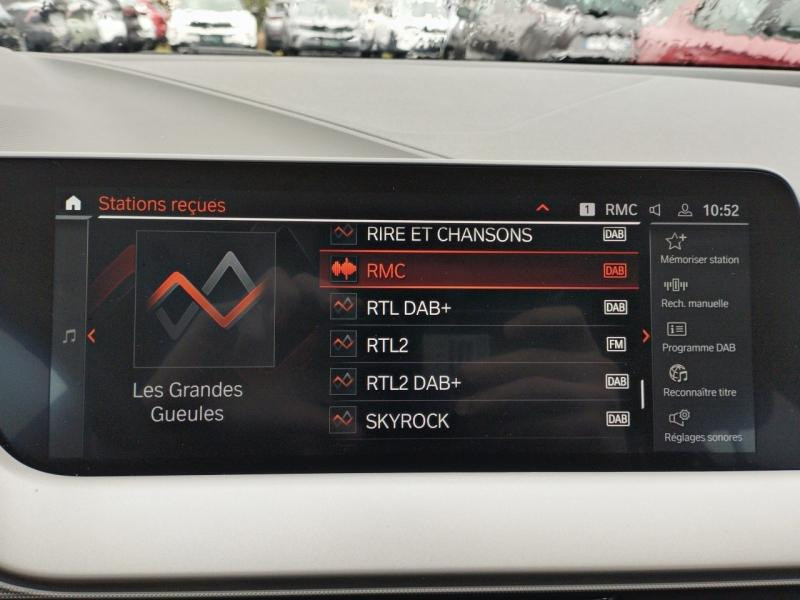 Stations reçues
1 RMC 10:52
RIRE ET CHANSONS DAB
RMC DAB
RTL DAB+ DAB
RTL2 FM
RTL2 DAB+ DAB
SKYROCK DAB
Les Grandes
Gueules
Mémoriser station
Rech. manuelle
Programme DAB
Reconnaître titre
Réglages sonores